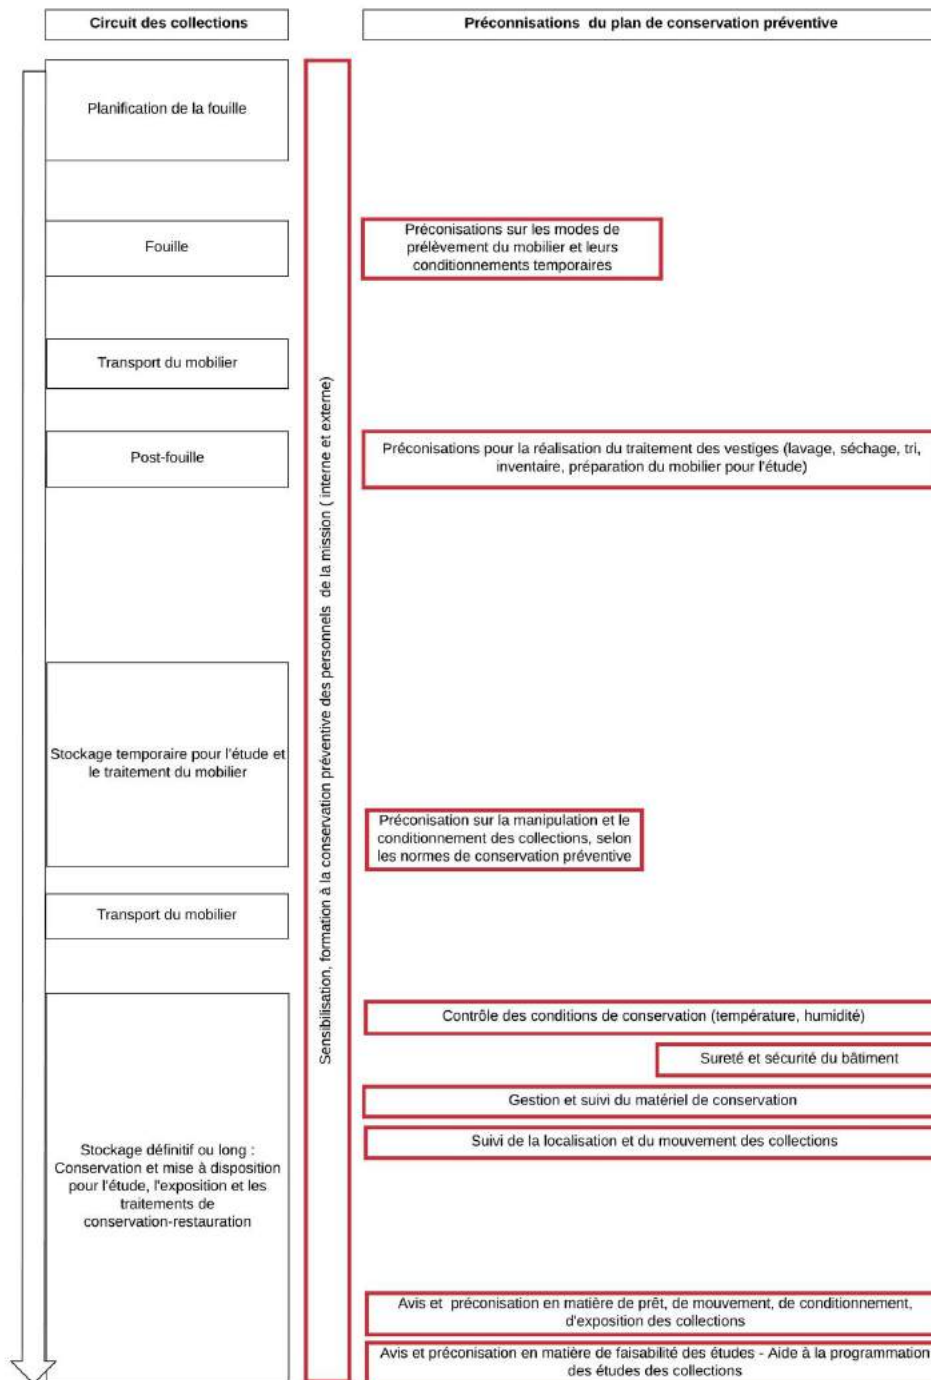 Circuit des collections
Préconnisations du plan de conservation préventive
Planification de la fouille
Fouille
Préconisations sur les modes de
prélèvement du mobilier et leurs
conditionnements temporaires
Transport du mobilier
Post-fouille
Préconisations pour la réalisation du traitement des vestiges (lavage, séchage, tri,
inventaire, préparation du mobilier pour l'étude)
Sensibilisation, formation à la conservation préventive des personnels de la mission ( interne et externe)
Stockage temporaire pour l'étude et
le traitement du mobilier
Préconisation sur la manipulation et le
conditionnement des collections, selon
les normes de conservation préventive
Transport du mobilier
Stockage définitif ou long :
Conservation et mise à disposition
pour l'étude, l'exposition et les
traitements de
conservation-restauration
Contrôle des conditions de conservation (température, humidité)
Sureté et sécurité du bâtiment
Gestion et suivi du matériel de conservation
Suivi de la localisation et du mouvement des collections
Avis et préconisation en matière de prêt, de mouvement, de conditionnement,
d'exposition des collections
Avis et préconisation en matière de faisabilité des études - Aide à la programmation
des études des collections